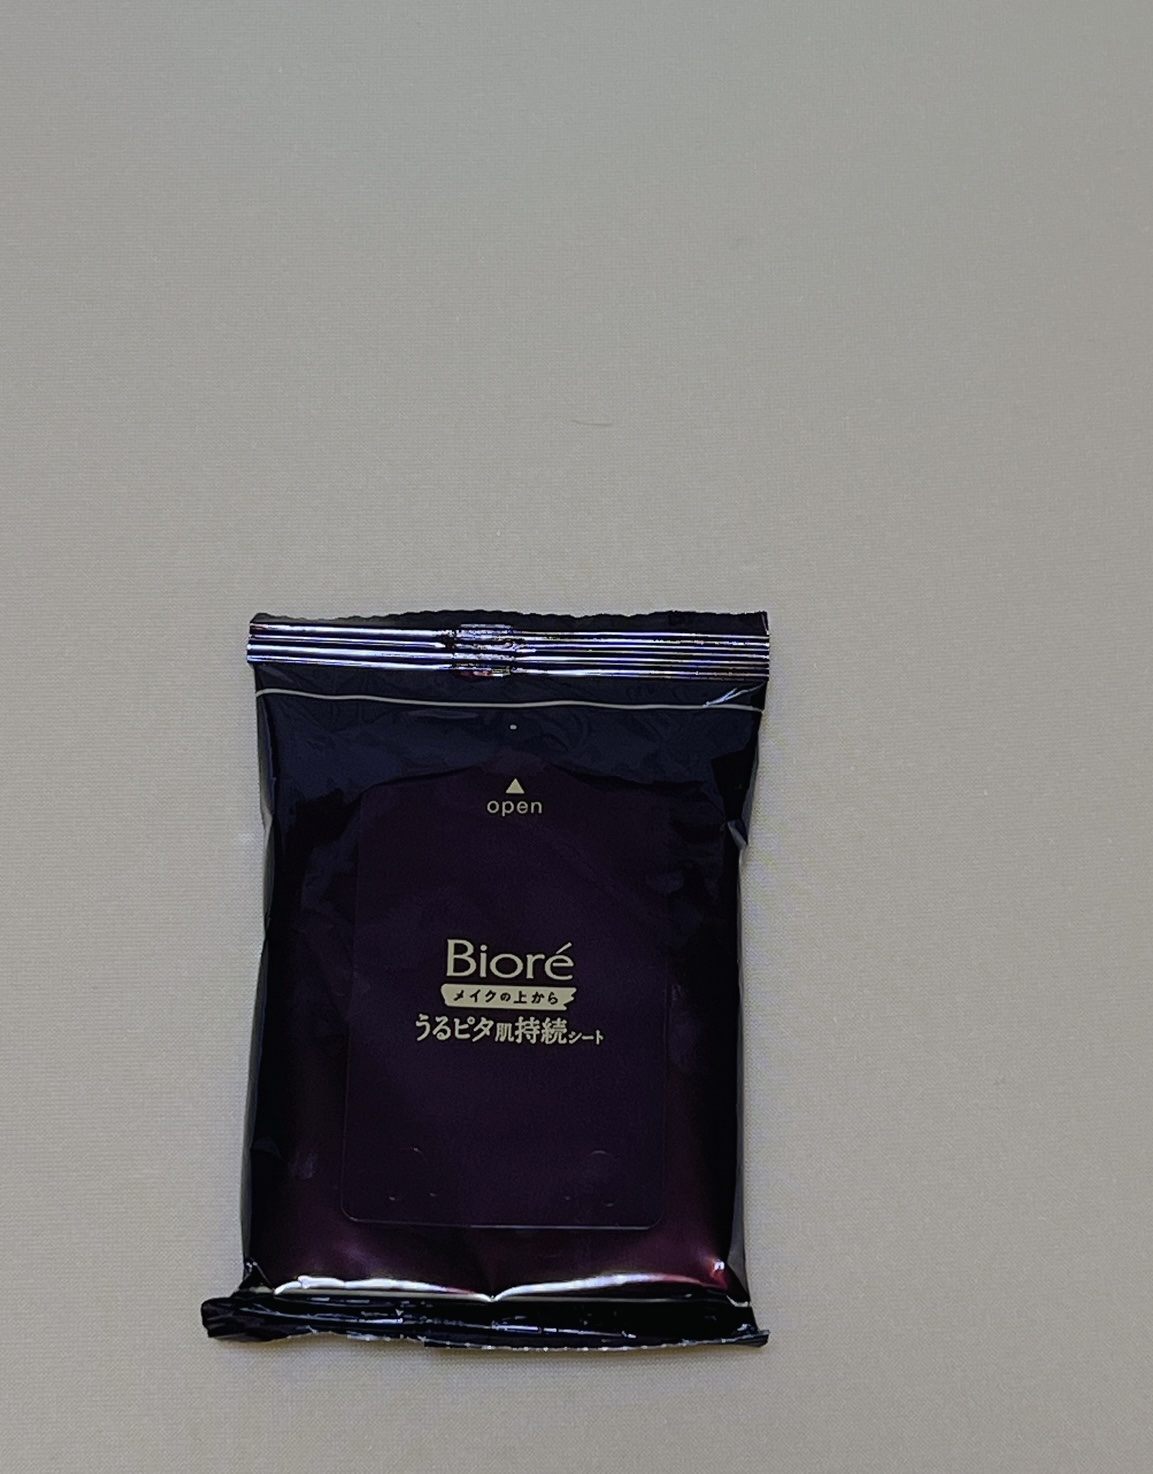 open
Bioré
メイクの上から
うるピタ肌持続シート